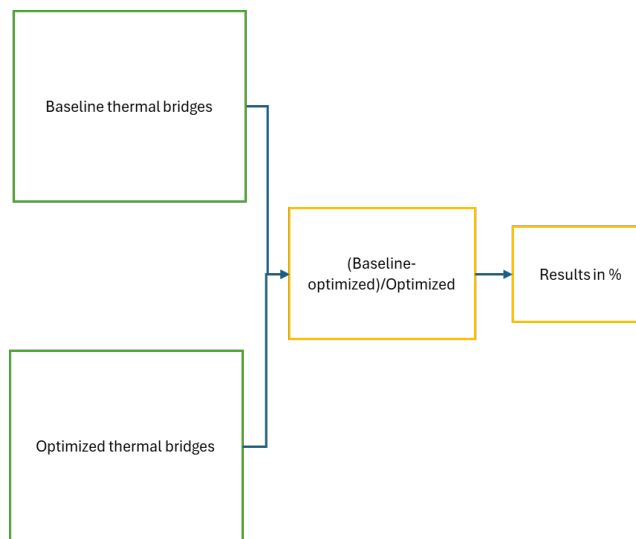 Baseline thermal bridges
(Baseline-
optimized)/Optimized
Results in %
Optimized thermal bridges